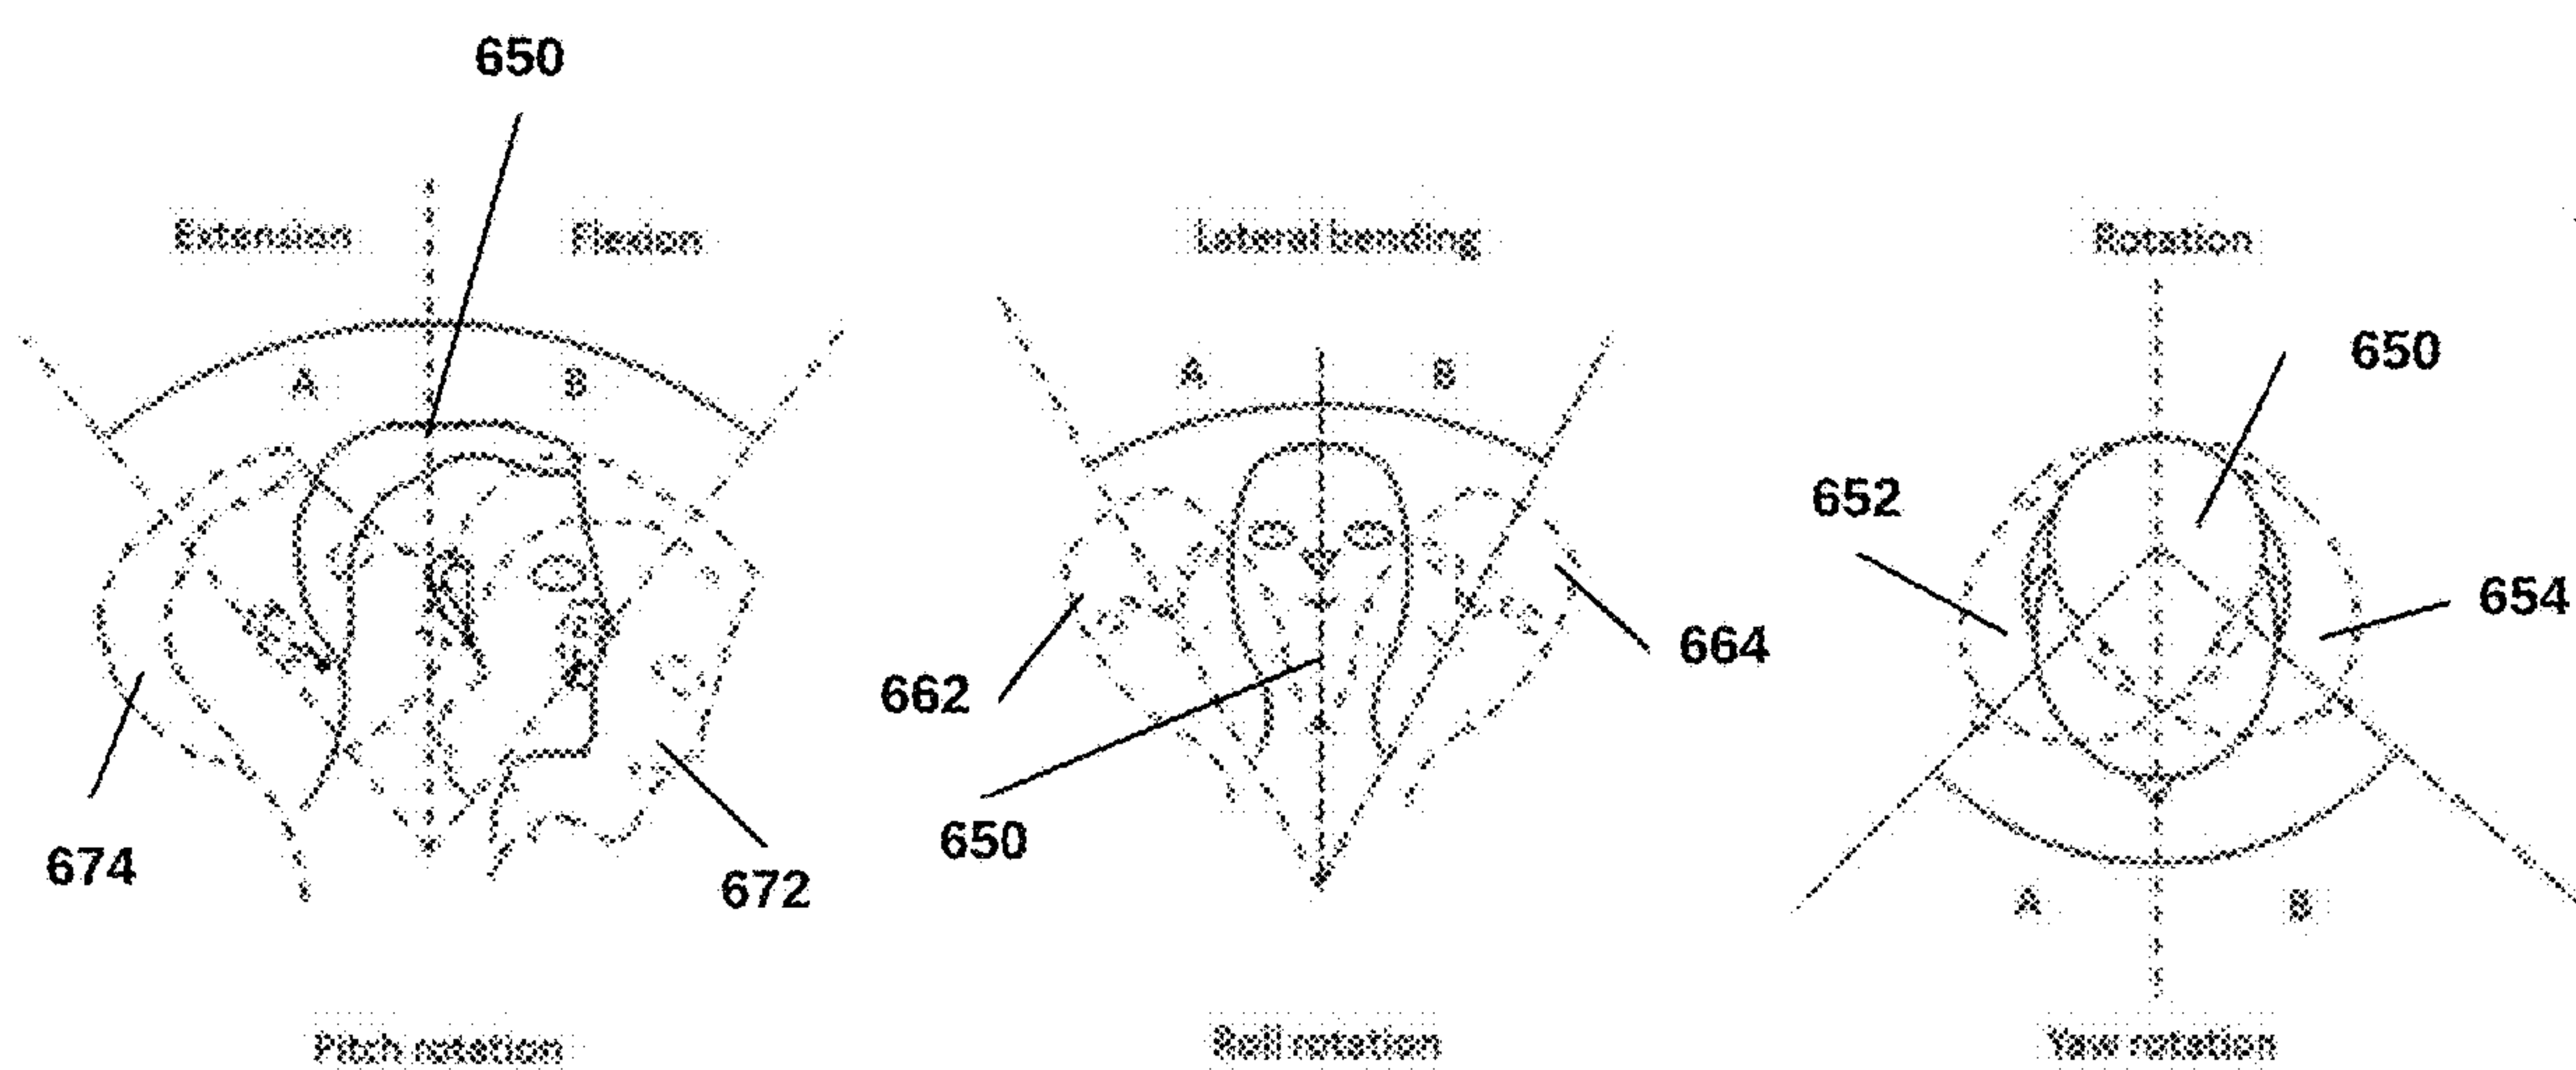 650
Extension Flexion
A B
674
672
Pitch rotation
Lateral bending
A B
662
664
650
Roll rotation
Rotation
650
652
654
A B
Yaw rotation